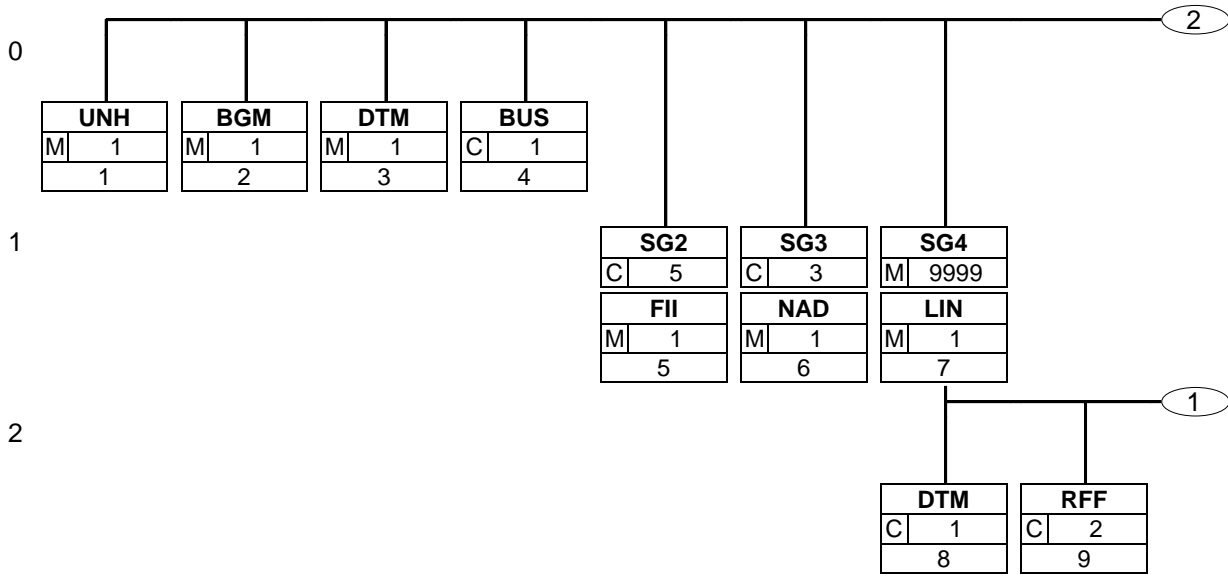 2
0
UNH BGM DTM BUS
M 1 M 1 M 1 C 1
1 2 3 4
1
SG2 SG3 SG4
C 5 C 3 M 9999
FII NAD LIN
M 1 M 1 M 1
5 6 7
1
2
DTM RFF
C 1 C 2
8 9